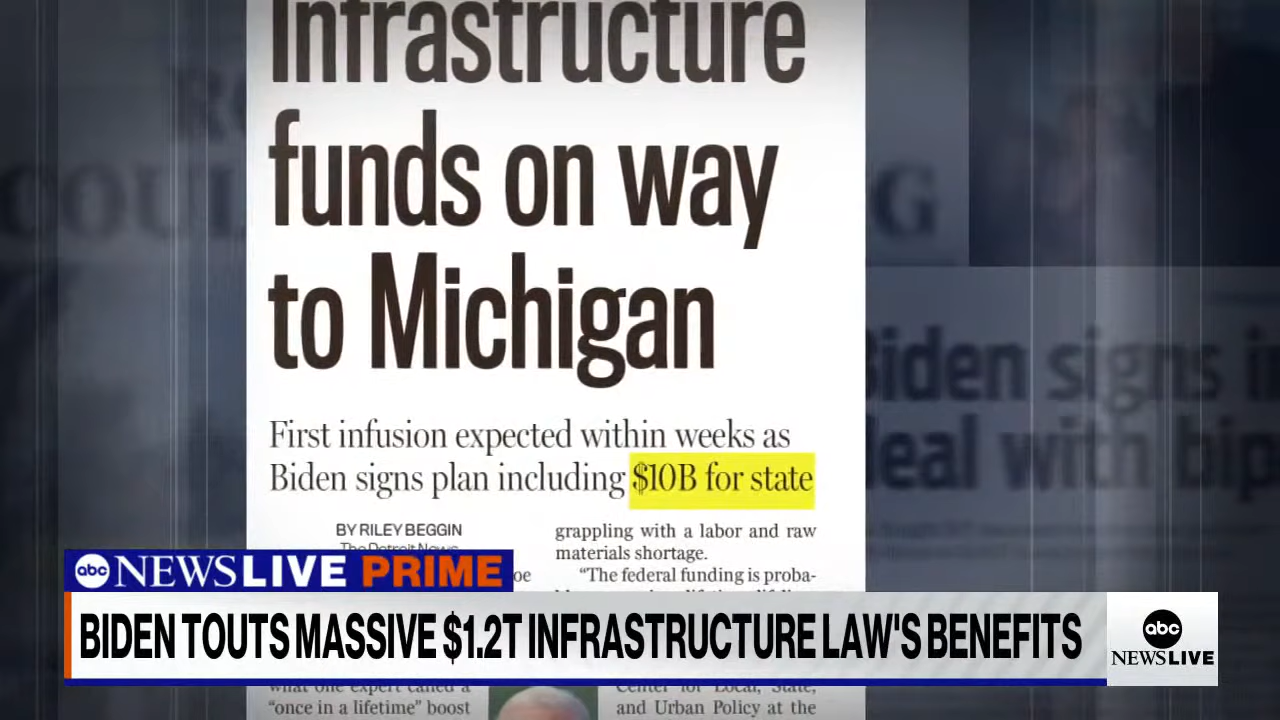 Infrastructure
funds on way
to Michigan
First infusion expected within weeks as
Biden signs plan including $10B for state
BY RILEY BEGGIN
The Detroit News
grappling with a labor and raw
materials shortage.
"The federal funding is proba-
what one expert called a
"once in a lifetime" boost
Center for Local, State,
and Urban Policy at the
Biden signs
deal with
abc NEWS LIVE PRIME
BIDEN TOUTS MASSIVE $1.2T INFRASTRUCTURE LAW'S BENEFITS
abc
NEWS LIVE